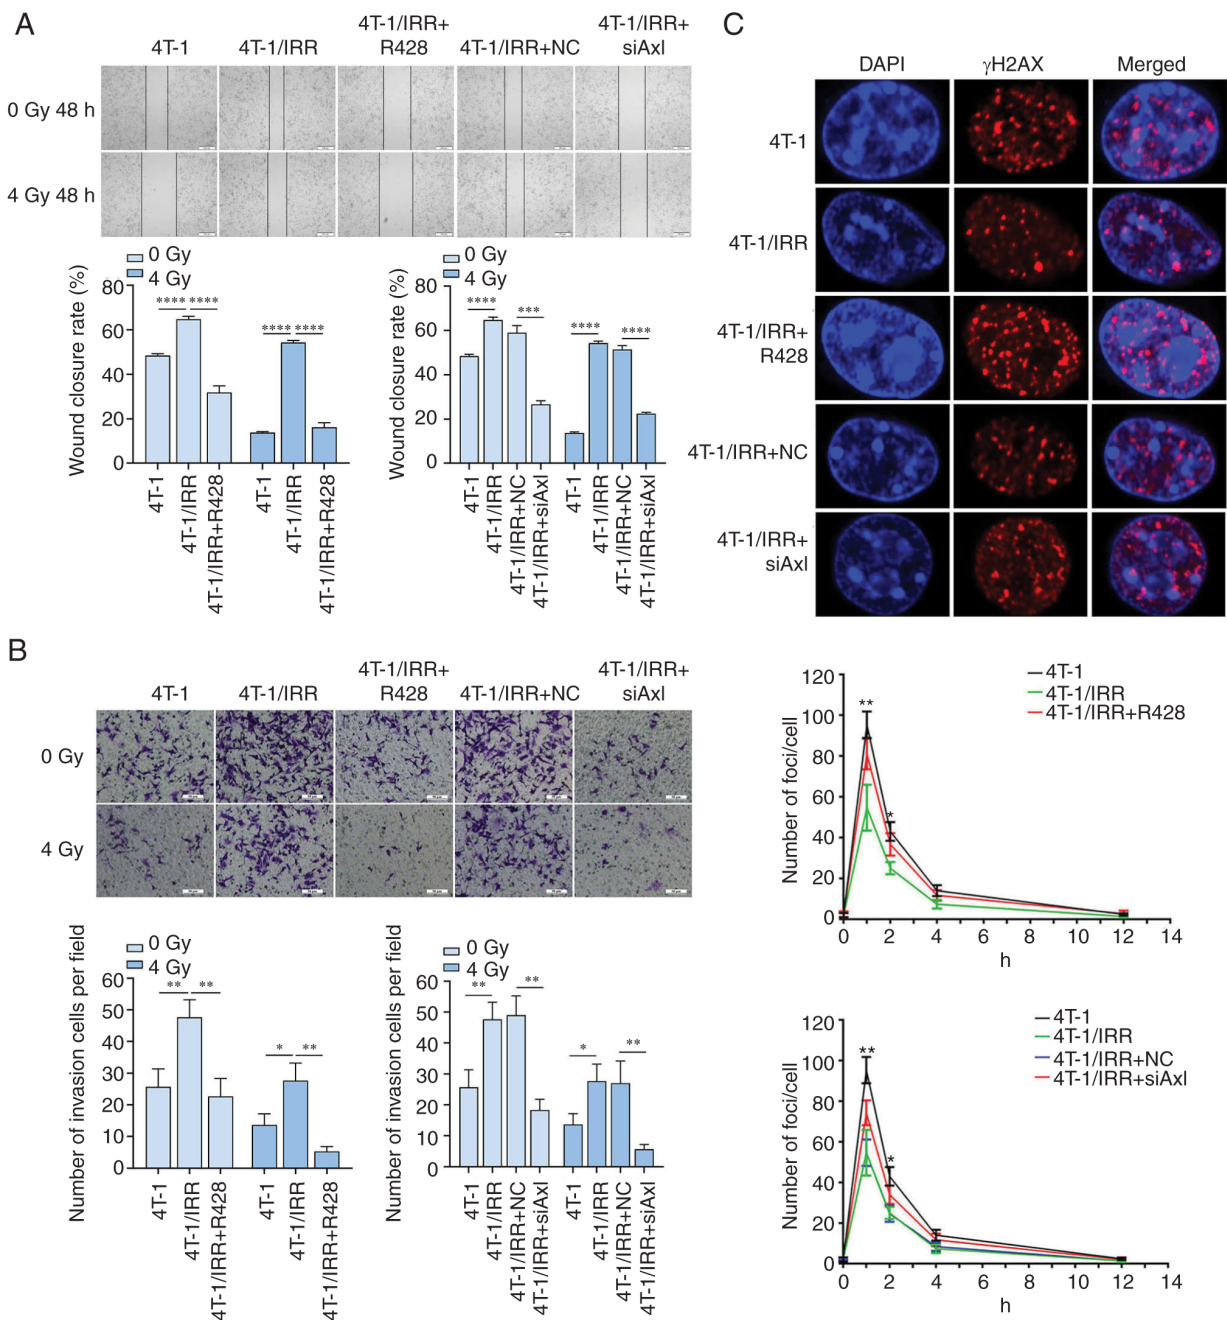 A
4T-1
4T-1/IRR
4T-1/IRR+
R428
4T-1/IRR+NC
4T-1/IRR+
siAxl
0 Gy 48 h
4 Gy 48 h
0 Gy
4 Gy
Wound closure rate (%)
80
60
40
20
0
**** ****
**** ****
4T-1
4T-1/IRR
4T-1/IRR+R428
4T-1
4T-1/IRR
4T-1/IRR+R428
0 Gy
4 Gy
Wound closure rate (%)
80
60
40
20
0
**** ***
**** ****
4T-1
4T-1/IRR
4T-1/IRR+NC
4T-1/IRR+siAxl
4T-1
4T-1/IRR
4T-1/IRR+NC
4T-1/IRR+siAxl
C
DAPI
γH2AX
Merged
4T-1
4T-1/IRR
4T-1/IRR+
R428
4T-1/IRR+NC
4T-1/IRR+
siAxl
B
4T-1
4T-1/IRR
4T-1/IRR+
R428
4T-1/IRR+NC
4T-1/IRR+
siAxl
0 Gy
4 Gy
0 Gy
4 Gy
Number of invasion cells per field
60
50
40
30
20
10
0
** **
* **
4T-1
4T-1/IRR
4T-1/IRR+R428
4T-1
4T-1/IRR
4T-1/IRR+R428
0 Gy
4 Gy
Number of invasion cells per field
60
50
40
30
20
10
0
** **
* **
4T-1
4T-1/IRR
4T-1/IRR+NC
4T-1/IRR+siAxl
4T-1
4T-1/IRR
4T-1/IRR+NC
4T-1/IRR+siAxl
4T-1
4T-1/IRR
4T-1/IRR+R428
Number of foci/cell
120
100
80
60
40
20
0
**
*
0 2 4 6 8 10 12 14
h
4T-1
4T-1/IRR
4T-1/IRR+NC
4T-1/IRR+siAxl
Number of foci/cell
120
100
80
60
40
20
0
**
*
0 2 4 6 8 10 12 14
h